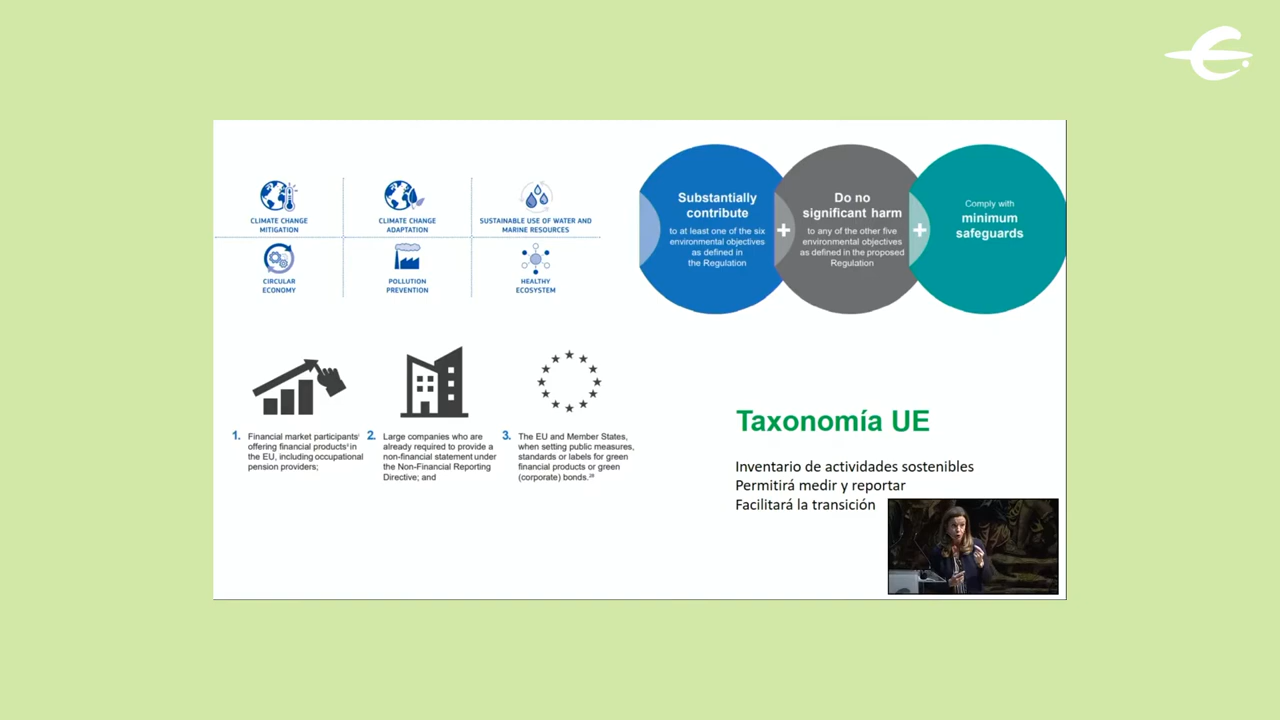 CLIMATE CHANGE
MITIGATION
CLIMATE CHANGE
ADAPTATION
SUSTAINABLE USE OF WATER AND
MARINE RESOURCES
CIRCULAR
ECONOMY
POLLUTION
PREVENTION
HEALTHY
ECOSYSTEM
Substantially
contribute
to at least one of the six
environmental objectives
as defined in
the Regulation
+
Do no
significant harm
to any of the other five
environmental objectives
as defined in the proposed
Regulation
+
Comply with
minimum
safeguards
1. Financial market participants
offering financial products in
the EU, including occupational
pension providers;
2. Large companies who are
already required to provide a
non-financial statement under
the Non-Financial Reporting
Directive; and
3. The EU and Member States,
when setting public measures,
standards or labels for green
financial products or green
(corporate) bonds.²⁹
Taxonomía UE
Inventario de actividades sostenibles
Permitirá medir y reportar
Facilitará la transición